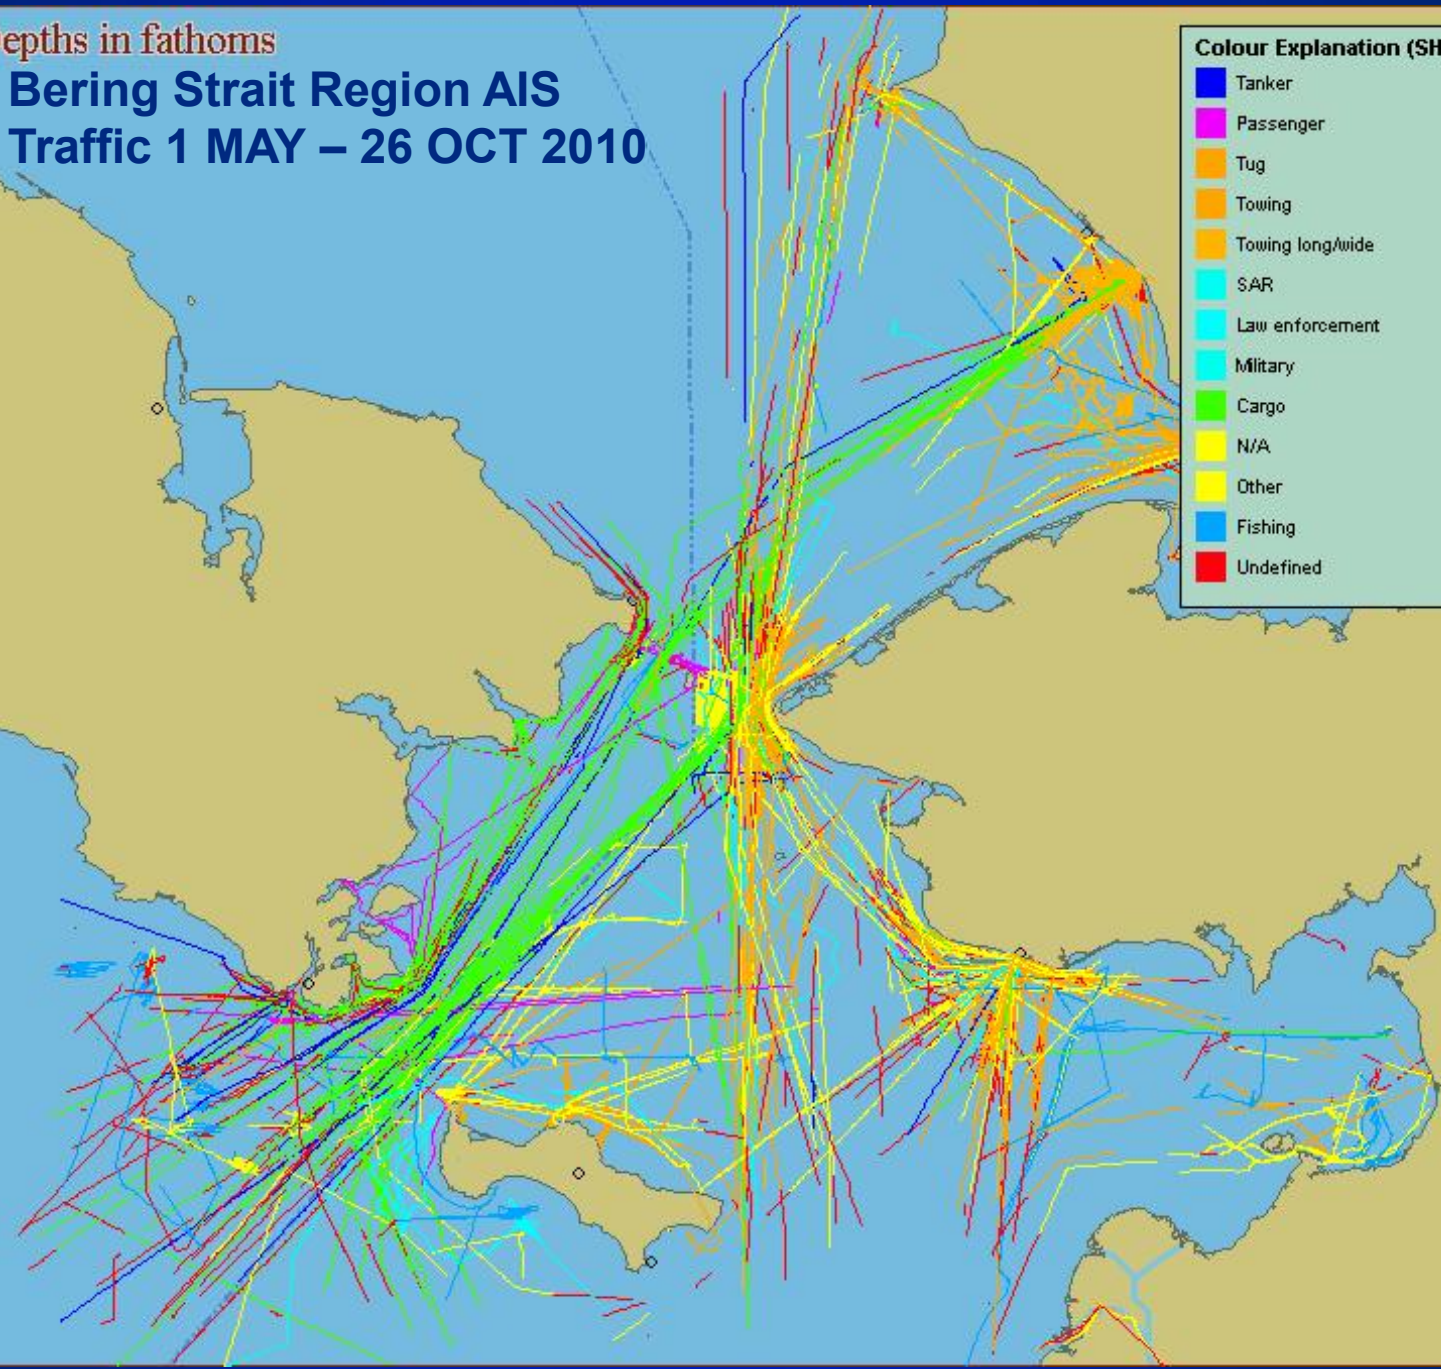 epths in fathoms
Bering Strait Region AIS
Traffic 1 MAY – 26 OCT 2010
Colour Explanation (SH
Tanker
Passenger
Tug
Towing
Towing long/wide
SAR
Law enforcement
Military
Cargo
N/A
Other
Fishing
Undefined